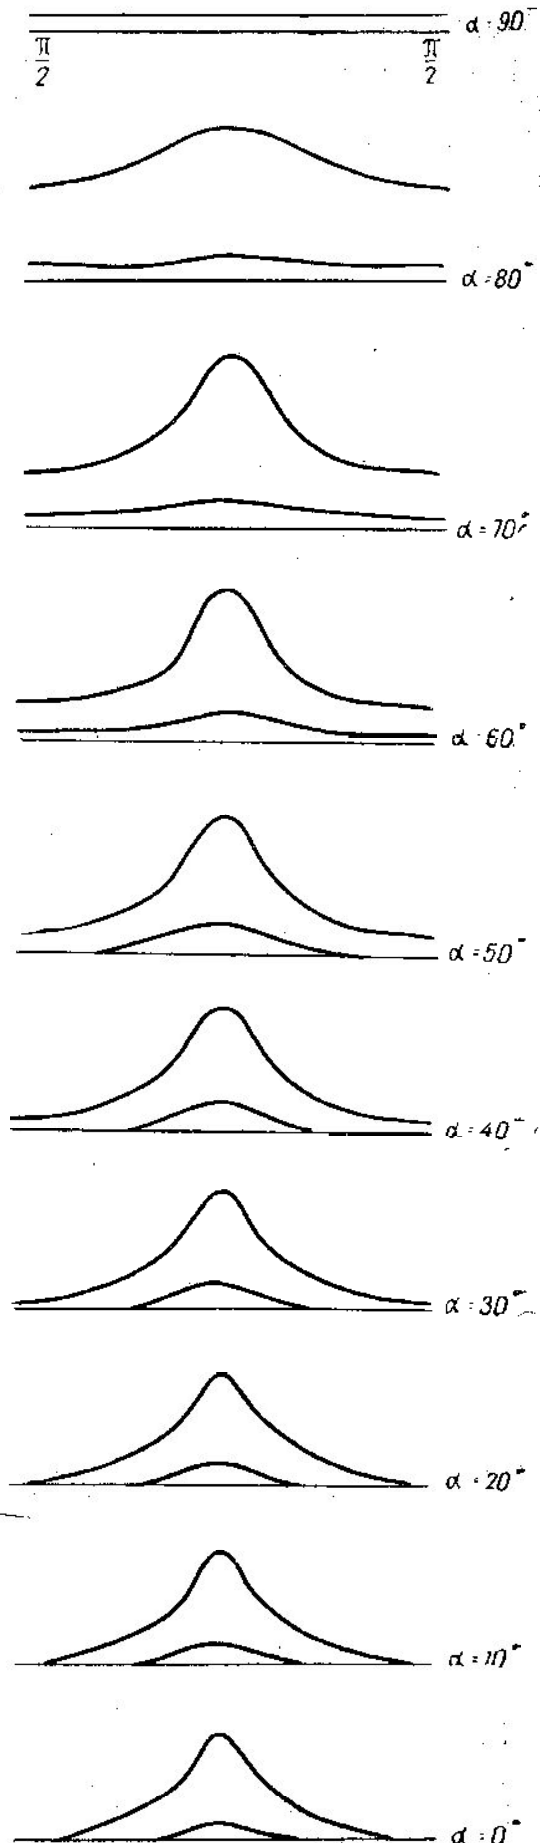 α = 90°
π/2 π/2
α = 80°
α = 70°
α = 60°
α = 50°
α = 40°
α = 30°
α = 20°
α = 10°
α = 0°